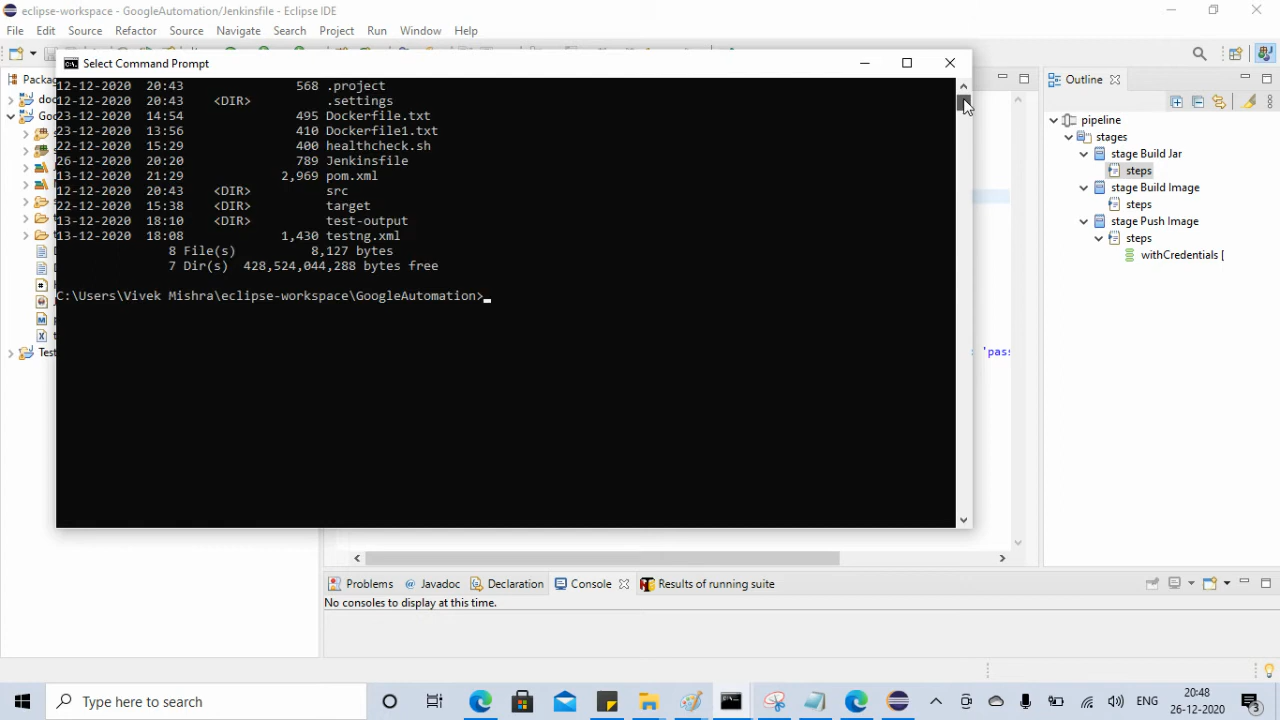 eclipse-workspace - GoogleAutomation/Jenkinsfile - Eclipse IDE
File Edit Source Refactor Source Navigate Search Project Run Window Help
Select Command Prompt
12-12-2020 20:43 568 .project
12-12-2020 20:43 <DIR> .settings
23-12-2020 14:54 495 Dockerfile.txt
23-12-2020 13:56 410 Dockerfile1.txt
22-12-2020 15:29 400 healthcheck.sh
26-12-2020 20:20 789 Jenkinsfile
13-12-2020 21:29 2,969 pom.xml
12-12-2020 20:43 <DIR> src
22-12-2020 15:38 <DIR> target
13-12-2020 18:10 <DIR> test-output
13-12-2020 18:08 1,430 testng.xml
8 File(s) 8,127 bytes
7 Dir(s) 428,524,044,288 bytes free
C:\Users\Vivek Mishra\eclipse-workspace\GoogleAutomation>
Packa
doc
Go
Test
'pass
Outline
pipeline
stages
stage Build Jar
steps
stage Build Image
steps
stage Push Image
steps
withCredentials [
Problems @ Javadoc Declaration Console Results of running suite
No consoles to display at this time.
Type here to search
ENG
20:48
26-12-2020
3